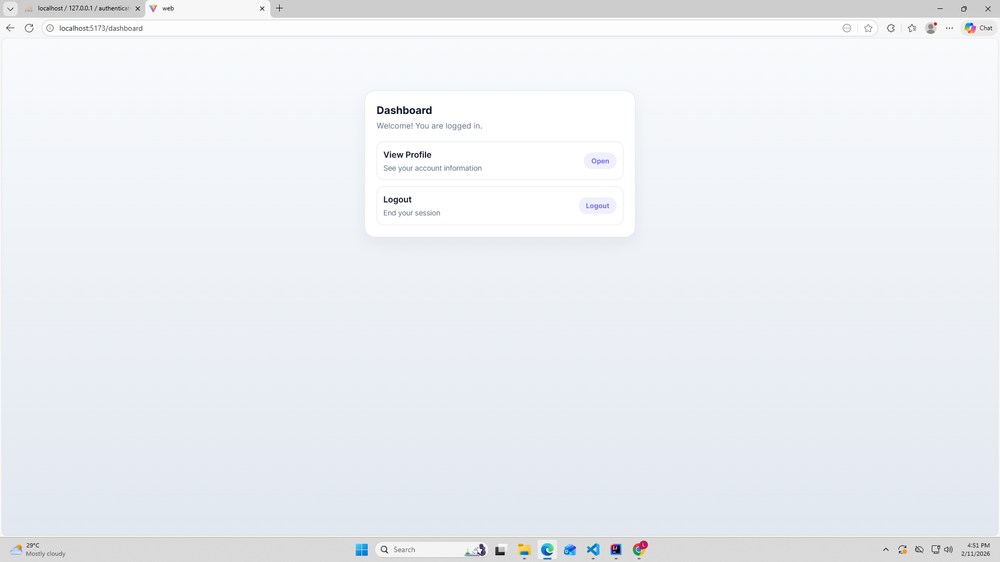 localhost / 127.0.0.1 / authenticati
web
localhost:5173/dashboard
Chat
Dashboard
Welcome! You are logged in.
View Profile
See your account information
Open
Logout
End your session
Logout
29°C
Mostly cloudy
Search
L
4:51 PM
2/11/2026